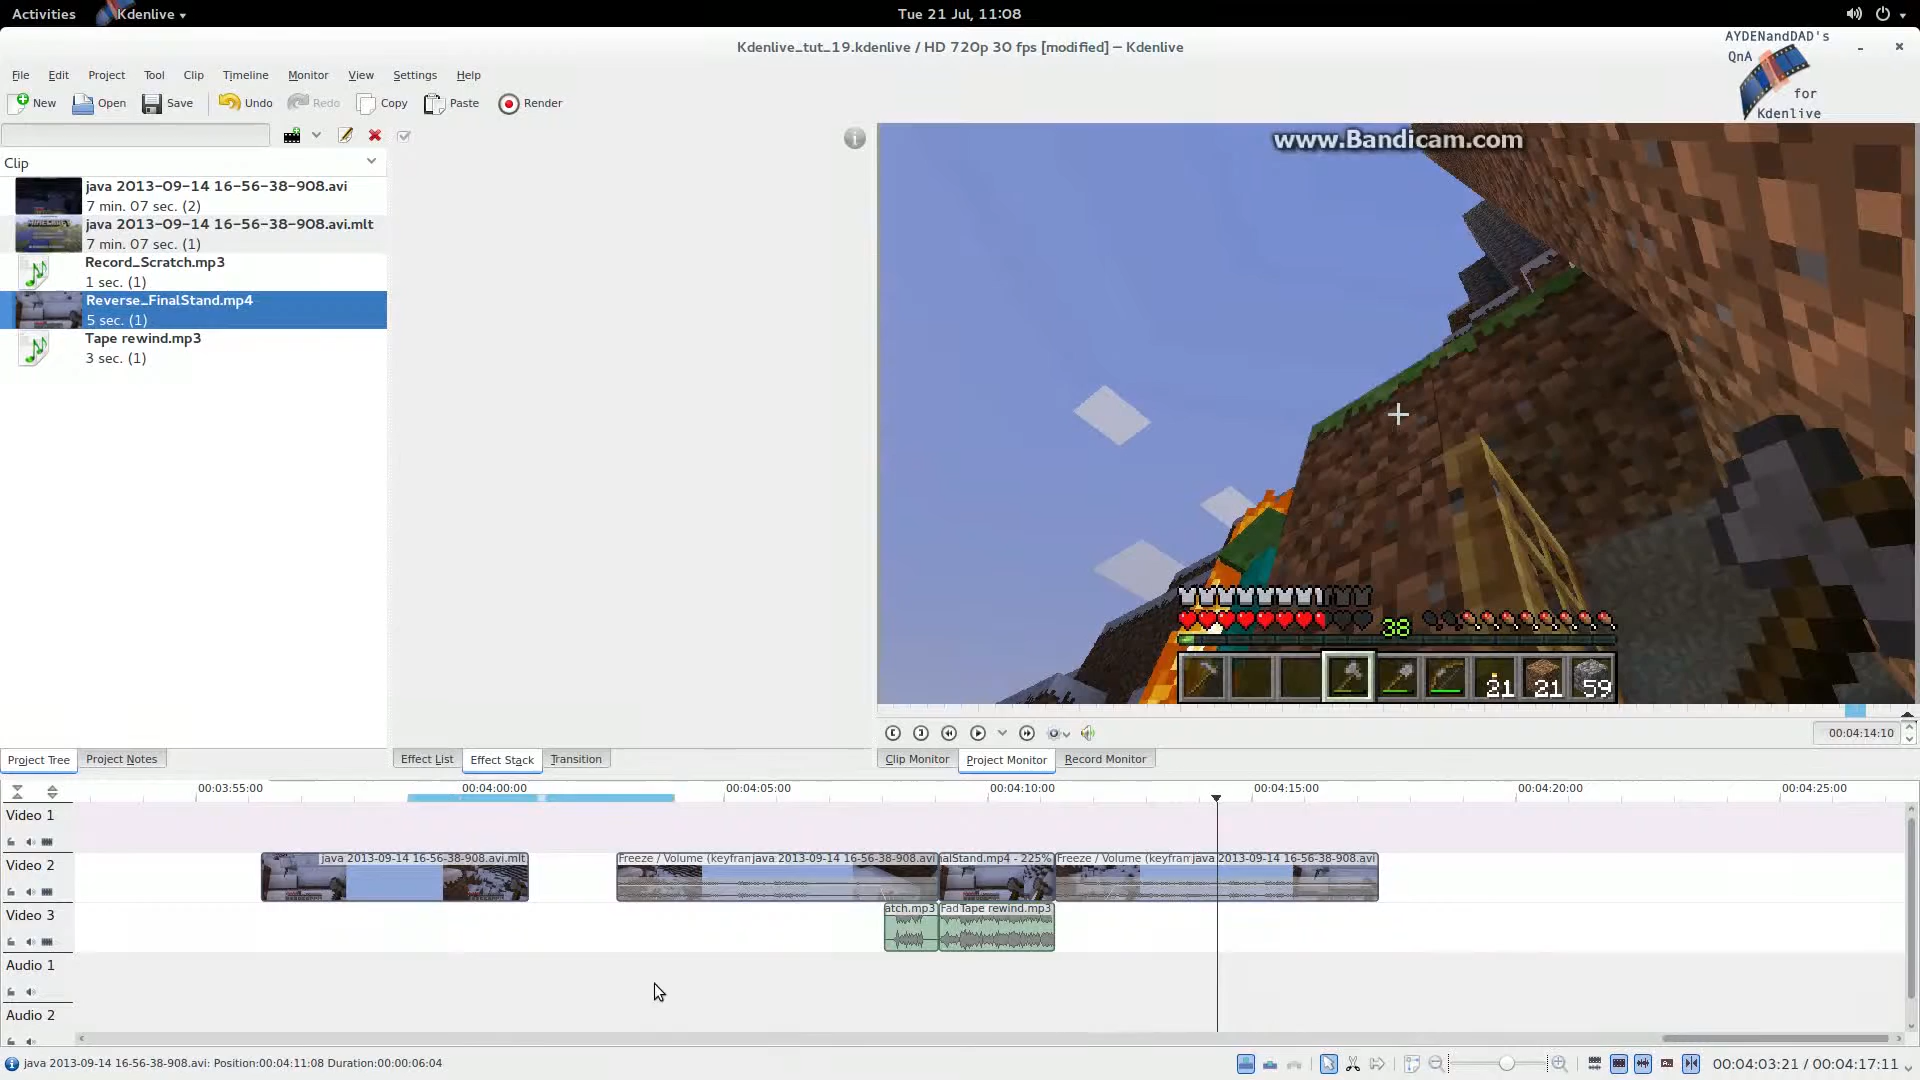 Activities Kdenlive Tue 21 Jul, 11:08
Kdenlive_tut_19.kdenlive / HD 720p 30 fps [modified] – Kdenlive
AYDENandDAD's
QnA
for
Kdenlive
File Edit Project Tool Clip Timeline Monitor View Settings Help
New Open Save Undo Redo Copy Paste Render
www.Bandicam.com
Clip
java 2013-09-14 16-56-38-908.avi
7 min. 07 sec. (2)
java 2013-09-14 16-56-38-908.avi.mlt
7 min. 07 sec. (1)
Record_Scratch.mp3
1 sec. (1)
Reverse_FinalStand.mp4
5 sec. (1)
Tape rewind.mp3
3 sec. (1)
38
21 21 59
00:04:14:10
Project Tree Project Notes Effect List Effect Stack Transition Clip Monitor Project Monitor Record Monitor
00:03:55:00 00:04:00:00 00:04:05:00 00:04:10:00 00:04:15:00 00:04:20:00 00:04:25:00
Video 1
Video 2
java 2013-09-14 16-56-38-908.avi.mlt Freeze / Volume (keyfran java 2013-09-14 16-56-38-908.avi alStand.mp4 - 225% Freeze / Volume (keyfran java 2013-09-14 16-56-38-908.avi
Video 3
atch.mp3 Fad Tape rewind.mp3
Audio 1
Audio 2
java 2013-09-14 16-56-38-908.avi: Position:00:04:11:08 Duration:00:00:06:04 00:04:03:21 / 00:04:17:11